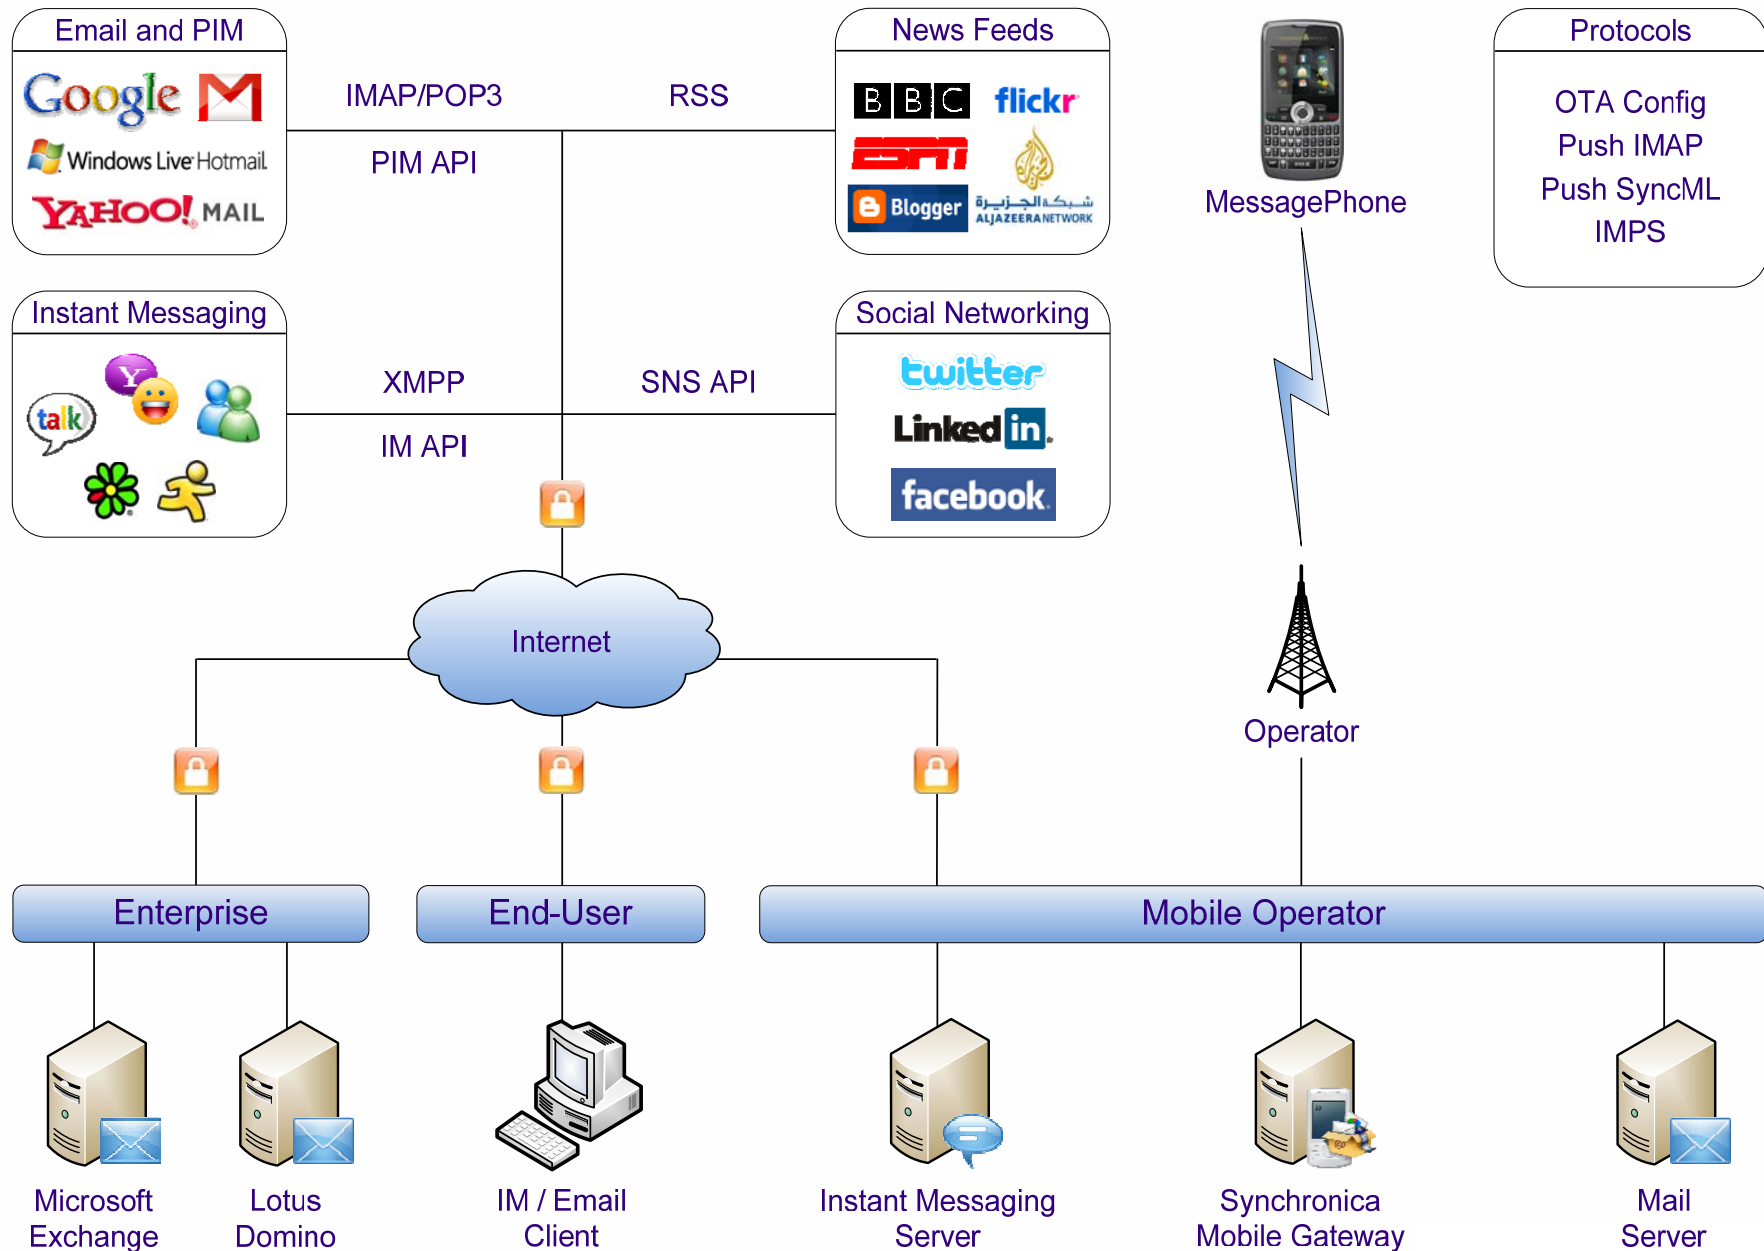 Email and PIM
Google
Windows Live Hotmail
YAHOO! MAIL
IMAP/POP3
PIM API
RSS
News Feeds
BBC
flickr
ESPN
Blogger
شبكة الجزيرة
ALJAZEERA NETWORK
MessagePhone
Protocols
OTA Config
Push IMAP
Push SyncML
IMPS
Instant Messaging
Y
talk
XMPP
IM API
SNS API
Social Networking
twitter
Linked in
facebook
Internet
Operator
Enterprise
End-User
Mobile Operator
Microsoft
Exchange
Lotus
Domino
IM / Email
Client
Instant Messaging
Server
Synchronica
Mobile Gateway
Mail
Server